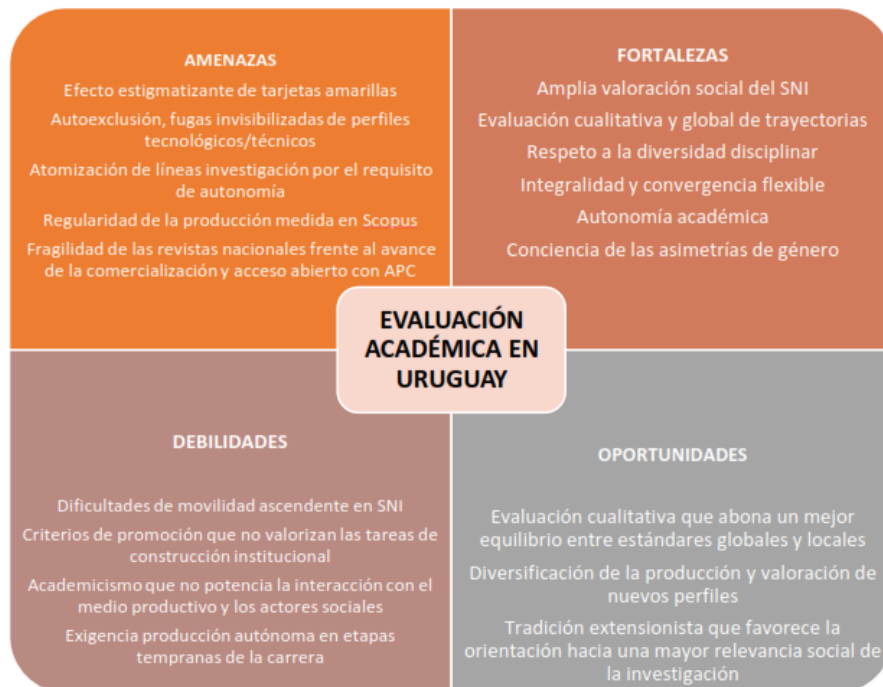 AMENAZAS
Efecto estigmatizante de tarjetas amarillas
Autoexclusión, fugas invisibilizadas de perfiles
tecnológicos/técnicos
Atomización de líneas investigación por el requisito
de autonomía
Regularidad de la producción medida en Scopus
Fragilidad de las revistas nacionales frente al avance
de la comercialización y acceso abierto con APC
FORTALEZAS
Amplia valoración social del SNI
Evaluación cualitativa y global de trayectorias
Respeto a la diversidad disciplinar
Integralidad y convergencia flexible
Autonomía académica
Conciencia de las asimetrías de género
EVALUACIÓN
ACADÉMICA EN
URUGUAY
DEBILIDADES
Dificultades de movilidad ascendente en SNI
Criterios de promoción que no valorizan las tareas de
construcción institucional
Academicismo que no potencia la interacción con el
medio productivo y los actores sociales
Exigencia producción autónoma en etapas
tempranas de la carrera
OPORTUNIDADES
Evaluación cualitativa que abona un mejor
equilibrio entre estándares globales y locales
Diversificación de la producción y valoración de
nuevos perfiles
Tradición extensionista que favorece la
orientación hacia una mayor relevancia social de
la investigación